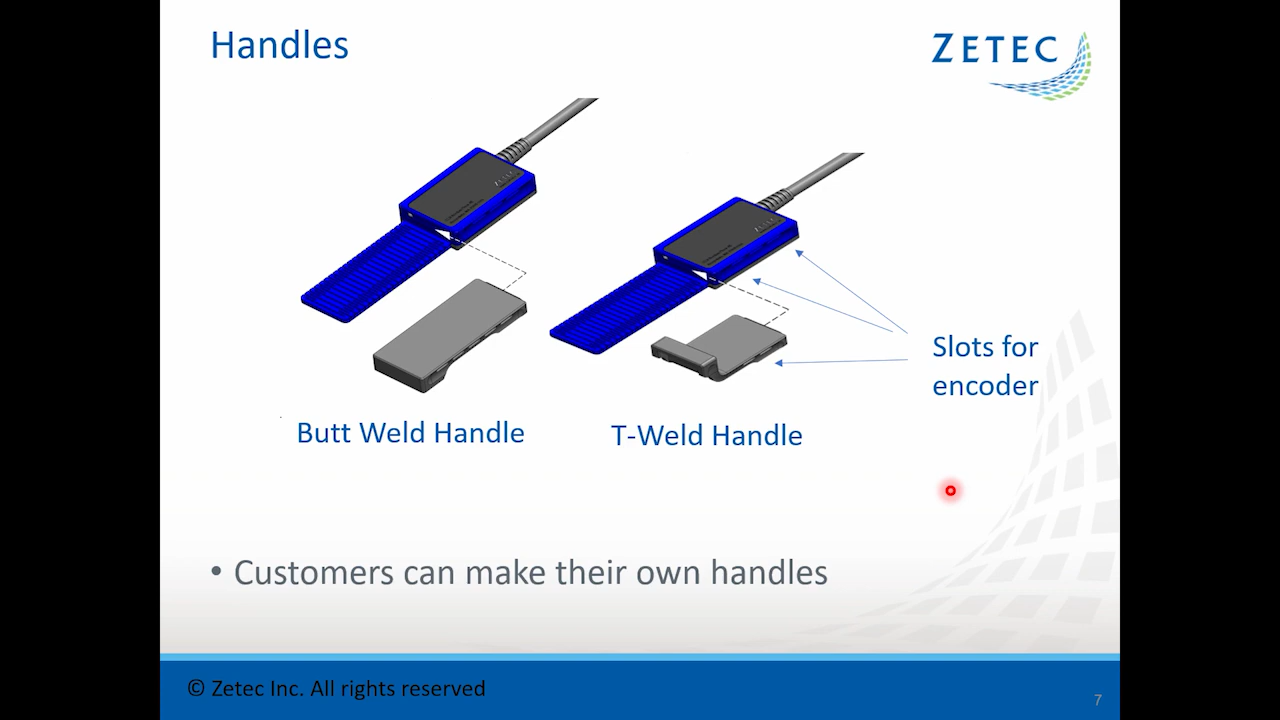 Handles
ZETEC
Slots for
encoder
Butt Weld Handle
T-Weld Handle
• Customers can make their own handles
© Zetec Inc. All rights reserved
7